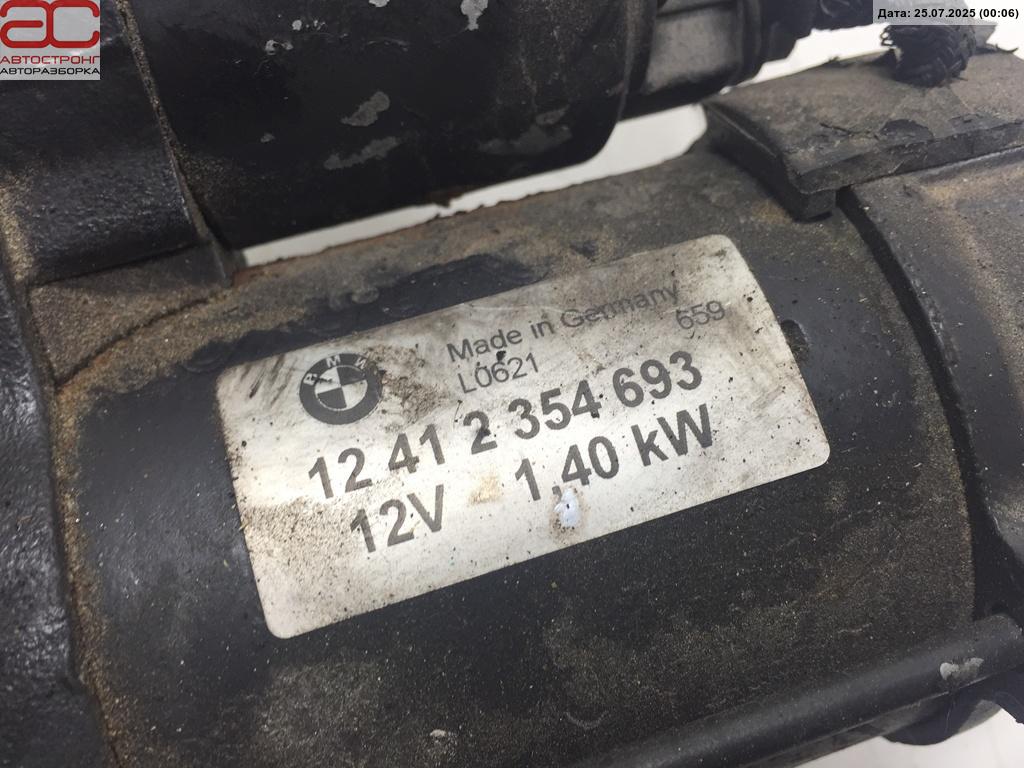 ac
АВТОСТРОНГ
АВТОРАЗБОРКА
Дата: 25.07.2025 (00:06)
BMW
Made in Germany
L0621
659
12 41 2 354 693
12V 1,40 kW